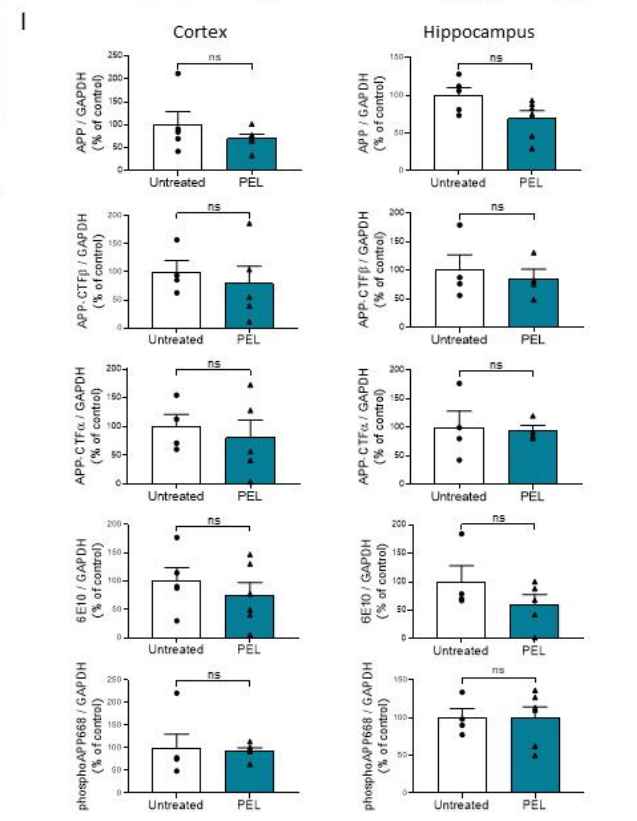 I
Cortex
Hippocampus
APP / GAPDH
(% of control)
250
200
150
100
50
0
ns
Untreated PEL
APP / GAPDH
(% of control)
150
100
50
0
ns
Untreated PEL
APP-CTFβ / GAPDH
(% of control)
200
150
100
50
0
ns
Untreated PEL
APP-CTFβ / GAPDH
(% of control)
200
150
100
50
0
ns
Untreated PEL
APP-CTFα / GAPDH
(% of control)
200
150
100
50
0
ns
Untreated PEL
APP-CTFα / GAPDH
(% of control)
200
150
100
50
0
ns
Untreated PEL
6E10 / GAPDH
(% of control)
200
150
100
50
0
ns
Untreated PEL
6E10 / GAPDH
(% of control)
200
150
100
50
0
ns
Untreated PEL
phosphoAPP668 / GAPDH
(% of control)
250
200
150
100
50
0
ns
Untreated PEL
phosphoAPP668 / GAPDH
(% of control)
150
100
50
0
ns
Untreated PEL